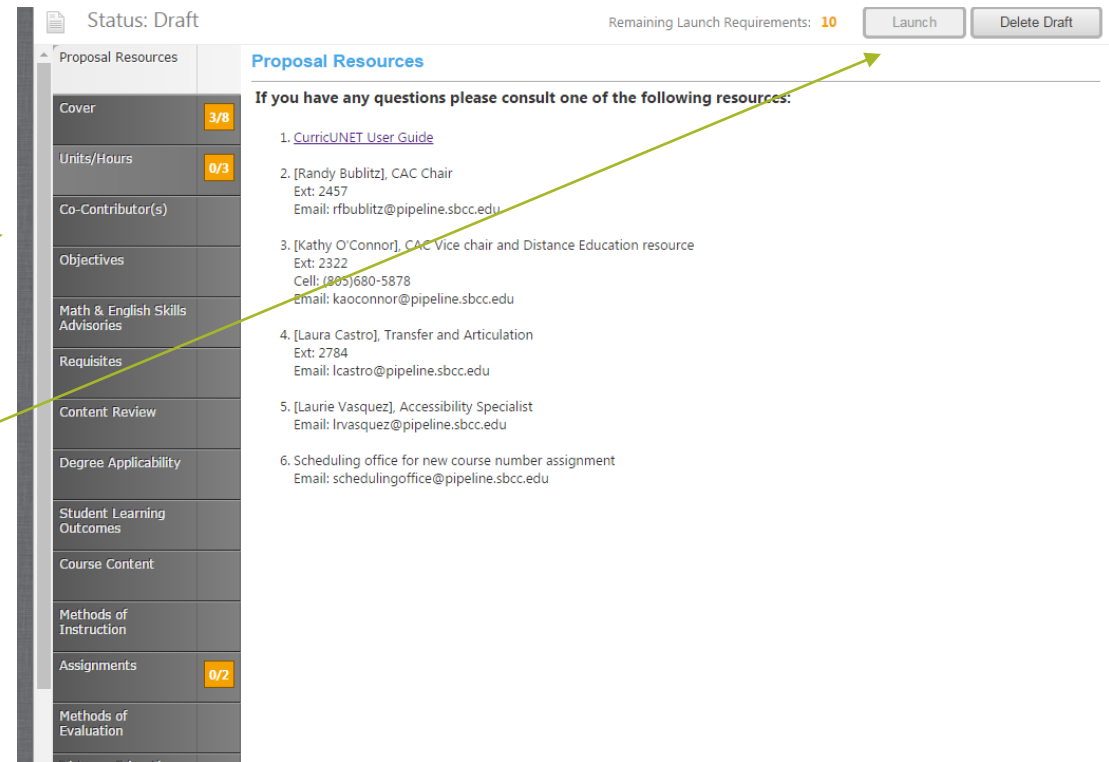 Status: Draft
Remaining Launch Requirements: 10
Launch
Delete Draft
Proposal Resources
Cover
3/8
Units/Hours
0/3
Co-Contributor(s)
Objectives
Math & English Skills
Advisories
Requisites
Content Review
Degree Applicability
Student Learning
Outcomes
Course Content
Methods of
Instruction
Assignments
0/2
Methods of
Evaluation
Proposal Resources
If you have any questions please consult one of the following resources:
1. CurricUNET User Guide
2. [Randy Bublitz], CAC Chair
Ext: 2457
Email: rfbublitz@pipeline.sbcc.edu
3. [Kathy O'Connor], CAC Vice chair and Distance Education resource
Ext: 2322
Cell: (805)680-5878
Email: kaoconnor@pipeline.sbcc.edu
4. [Laura Castro], Transfer and Articulation
Ext: 2784
Email: lcastro@pipeline.sbcc.edu
5. [Laurie Vasquez], Accessibility Specialist
Email: lrvasquez@pipeline.sbcc.edu
6. Scheduling office for new course number assignment
Email: schedulingoffice@pipeline.sbcc.edu